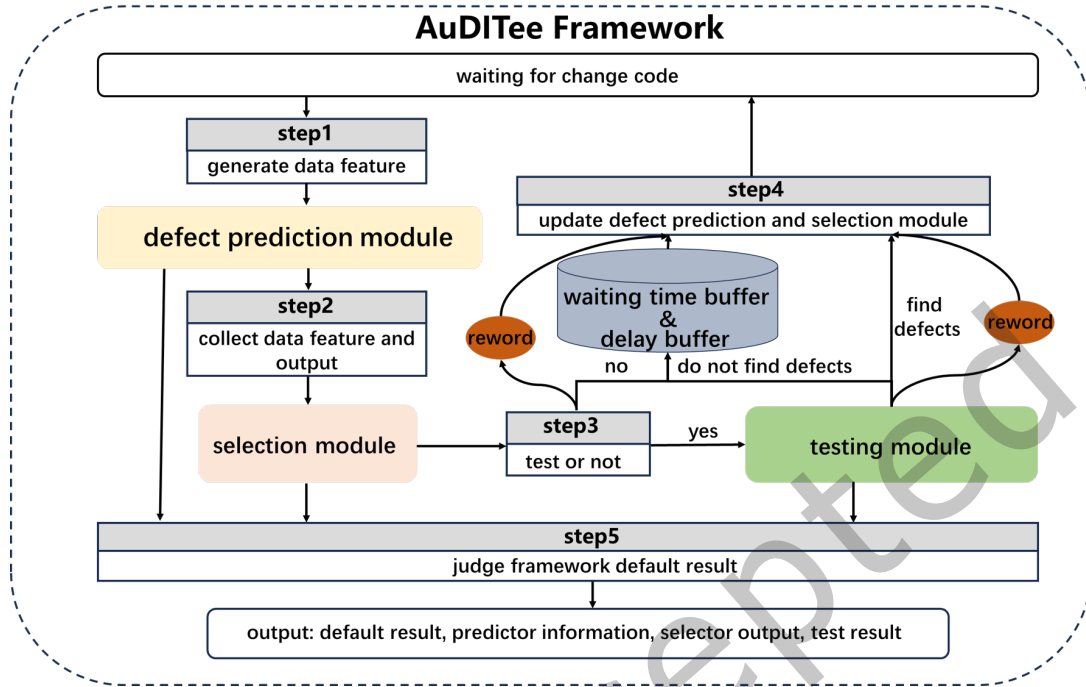 AuDITee Framework
waiting for change code
step1
generate data feature
defect prediction module
step2
collect data feature and
output
selection module
step3
test or not
yes
no
do not find defects
reword
waiting time buffer
&
delay buffer
step4
update defect prediction and selection module
find
defects
reword
testing module
step5
judge framework default result
output: default result, predictor information, selector output, test result
epted